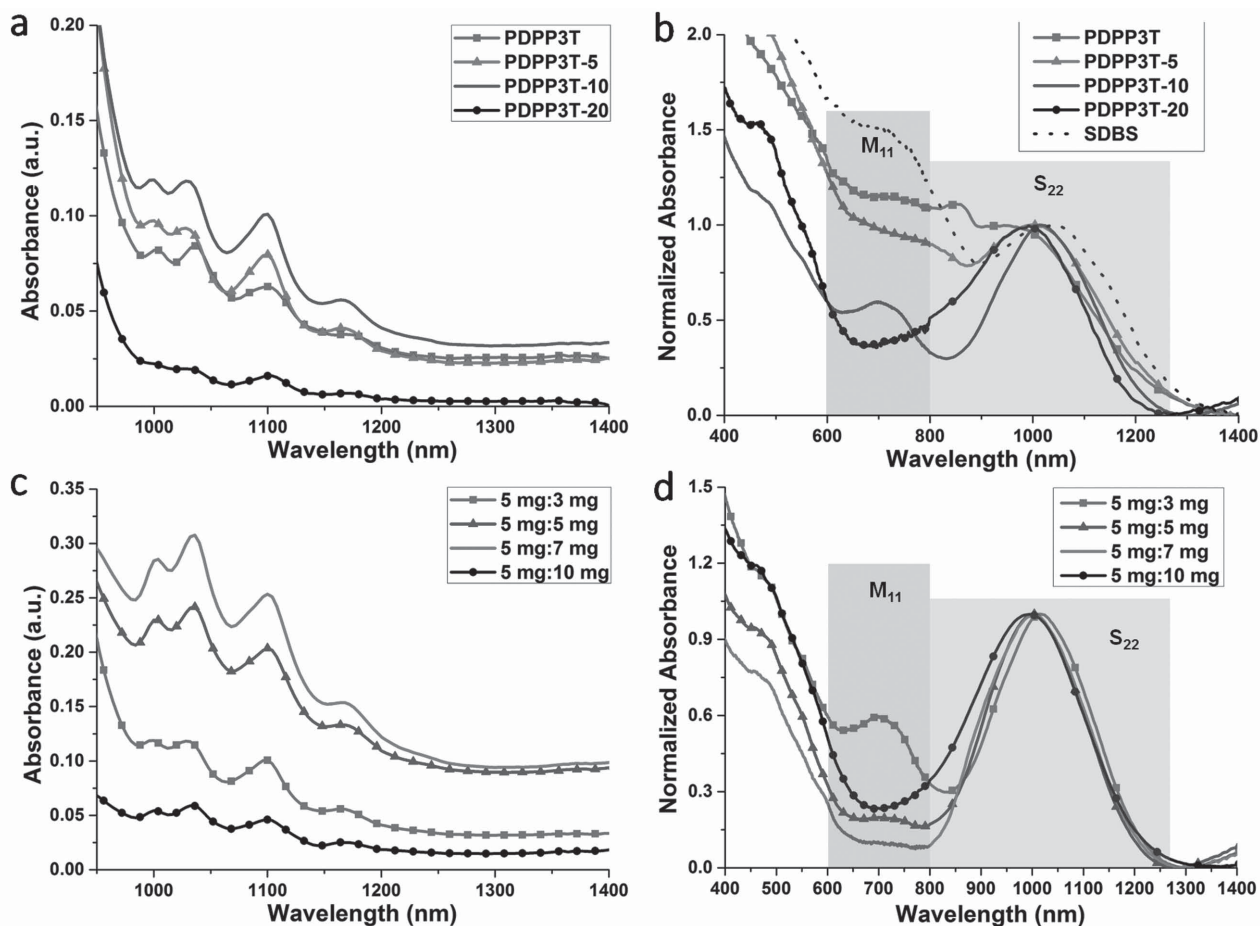 a
0.20
0.15
0.10
0.05
0.00
Absorbance (a.u.)
1000 1100 1200 1300 1400
Wavelength (nm)
PDPP3T
PDPP3T-5
PDPP3T-10
PDPP3T-20
b
2.0
1.5
1.0
0.5
0.0
Normalized Absorbance
400 600 800 1000 1200 1400
Wavelength (nm)
PDPP3T
PDPP3T-5
PDPP3T-10
PDPP3T-20
SDBS
M11
S22
c
0.35
0.30
0.25
0.20
0.15
0.10
0.05
0.00
Absorbance (a.u.)
1000 1100 1200 1300 1400
Wavelength (nm)
5 mg:3 mg
5 mg:5 mg
5 mg:7 mg
5 mg:10 mg
d
1.5
1.2
0.9
0.6
0.3
0.0
Normalized Absorbance
400 500 600 700 800 900 1000 1100 1200 1300 1400
Wavelength (nm)
5 mg:3 mg
5 mg:5 mg
5 mg:7 mg
5 mg:10 mg
M11
S22